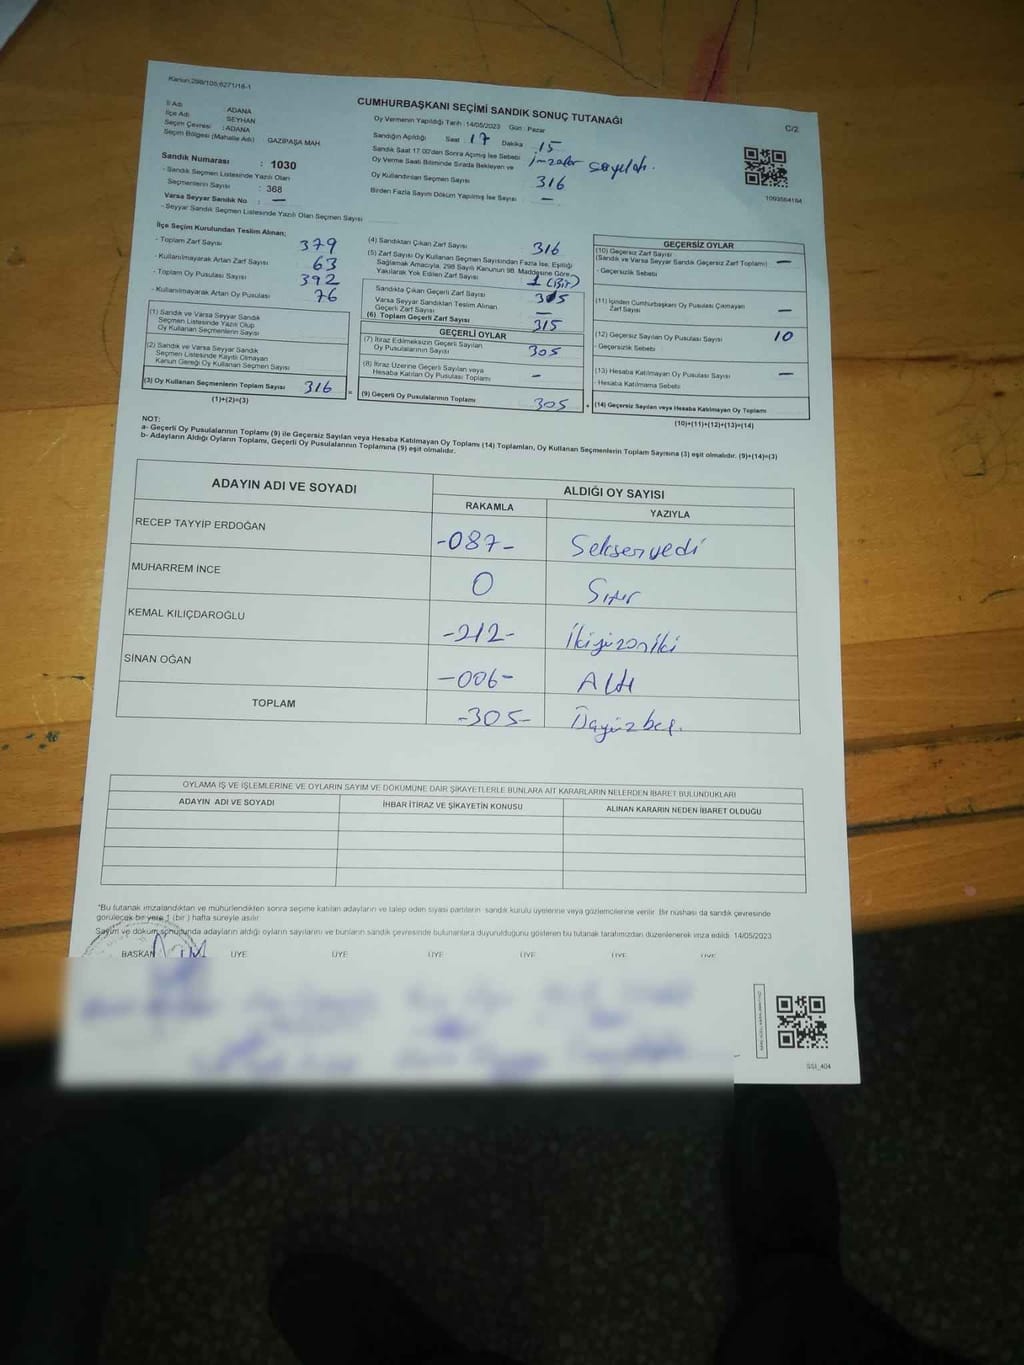 Kanun:298/105;6271/18-1
CUMHURBAŞKANI SEÇİMİ SANDIK SONUÇ TUTANAĞI
C/2
İl Adı : ADANA
İlçe Adı : SEYHAN
Seçim Çevresi : ADANA
Seçim Bölgesi (Mahalle Adı) GAZİPAŞA MAH
Oy Vermenin Yapıldığı Tarih : 14/05/2023 Gün : Pazar
Sandığın Açıldığı Saat 17 Dakika : 15
Sandık Saat 17.00'den Sonra Açılmış İse Sebebi : imzalar sayıldı.
Oy Verme Saati Bitiminde Sırada Bekleyen ve
Oy Kullandırılan Seçmen Sayısı 316
Birden Fazla Sayım Döküm Yapılmış İse Sayısı —
1093564184
Sandık Numarası : 1030
- Sandık Seçmen Listesinde Yazılı Olan
Seçmenlerin Sayısı : 368
Varsa Seyyar Sandık No : —
- Seyyar Sandık Seçmen Listesinde Yazılı Olan Seçmen Sayısı
İlçe Seçim Kurulundan Teslim Alınan;
- Toplam Zarf Sayısı 379
- Kullanılmayarak Artan Zarf Sayısı 63
- Toplam Oy Pusulası Sayısı 392
- Kullanılmayarak Artan Oy Pusulası 76
(1) Sandık ve Varsa Seyyar Sandık
Seçmen Listesinde Yazılı Olup
Oy Kullanan Seçmenlerin Sayısı
(2) Sandık ve Varsa Seyyar Sandık
Seçmen Listesinde Kayıtlı Olmayan
Kanun Gereği Oy Kullanan Seçmen Sayısı
(3) Oy Kullanan Seçmenlerin Toplam Sayısı 316
(1)+(2)=(3)
(4) Sandıktan Çıkan Zarf Sayısı 316
(5) Zarf Sayısı Oy Kullanan Seçmen Sayısından Fazla İse, Eşitliği
Sağlamak Amacıyla, 298 Sayılı Kanunun 98. Maddesine Göre
Yakılarak Yok Edilen Zarf Sayısı 1 (Bir)
Sandıkta Çıkan Geçerli Zarf Sayısı 315
Varsa Seyyar Sandıktan Teslim Alınan
Geçerli Zarf Sayısı —
(6) Toplam Geçerli Zarf Sayısı 315
GEÇERLİ OYLAR
(7) İtiraz Edilmeksizin Geçerli Sayılan
Oy Pusulalarının Sayısı 305
(8) İtiraz Üzerine Geçerli Sayılan veya
Hesaba Katılan Oy Pusulası Toplamı -
= (9) Geçerli Oy Pusulalarının Toplamı 305
GEÇERSİZ OYLAR
(10) Geçersiz Zarf Sayısı
(Sandık ve Varsa Seyyar Sandık Geçersiz Zarf Toplamı) —
- Geçersizlik Sebebi
(11) İçinden Cumhurbaşkanı Oy Pusulası Çıkmayan
Zarf Sayısı —
(12) Geçersiz Sayılan Oy Pusulası Sayısı 10
- Geçersizlik Sebebi
(13) Hesaba Katılmayan Oy Pusulası Sayısı —
- Hesaba Katılmama Sebebi
+ (14) Geçersiz Sayılan veya Hesaba Katılmayan Oy Toplamı
(10)+(11)+(12)+(13)=(14)
NOT:
a- Geçerli Oy Pusulalarının Toplamı (9) ile Geçersiz Sayılan veya Hesaba Katılmayan Oy Toplamı (14) Toplamları, Oy Kullanan Seçmenlerin Toplam Sayısına (3) eşit olmalıdır. (9)+(14)=(3)
b- Adayların Aldığı Oyların Toplamı, Geçerli Oy Pusulalarının Toplamına (9) eşit olmalıdır.
ADAYIN ADI VE SOYADI ALDIĞI OY SAYISI
RAKAMLA YAZIYLA
RECEP TAYYIP ERDOĞAN -087- Seksenyedi
MUHARREM İNCE 0 Sıfır
KEMAL KILIÇDAROĞLU -212- İkiyüzoniki
SİNAN OĞAN -006- Altı
TOPLAM -305- Üçyüzbeş.
OYLAMA İŞ VE İŞLEMLERİNE VE OYLARIN SAYIM VE DÖKÜMÜNE DAİR ŞİKAYETLERLE BUNLARA AİT KARARLARIN NELERDEN İBARET BULUNDUKLARI
ADAYIN ADI VE SOYADI İHBAR İTİRAZ VE ŞİKAYETİN KONUSU ALINAN KARARIN NEDEN İBARET OLDUĞU
*Bu tutanak imzalandıktan ve mühürlendikten sonra seçime katılan adayların ve talep eden siyasi partilerin sandık kurulu üyelerine veya gözlemcilerine verilir. Bir nüshası da sandık çevresinde
görülecek bir yere 1 (bir ) hafta süreyle asılır.
Sayım ve döküm sonucunda adayların aldığı oyların sayılarını ve bunların sandık çevresinde bulunanlara duyurulduğunu gösteren bu tutanak tarafımızdan düzenlenerek imza edildi. 14/05/2023
BAŞKAN ÜYE ÜYE ÜYE ÜYE ÜYE ÜYE
SSI_404